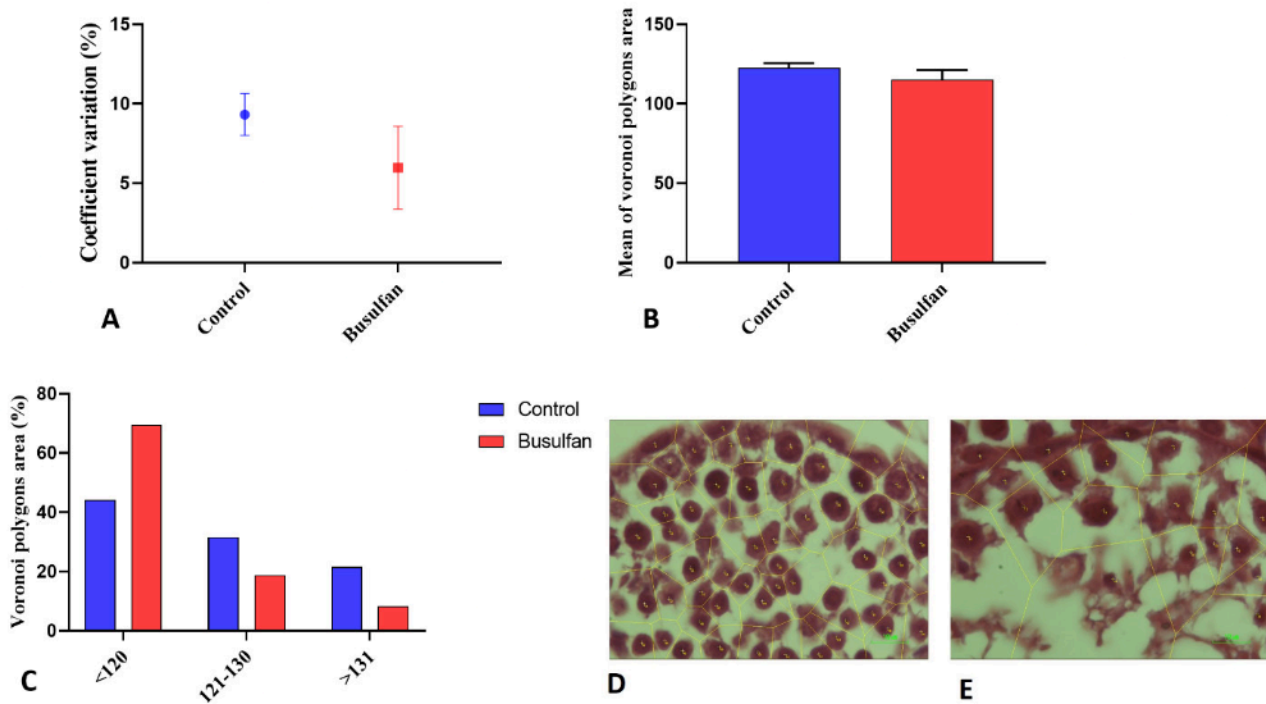 15
10
5
0
Coefficient variation (%)
Control
Busulfan
A
150
100
50
0
Mean of voronoi polygons area
Control
Busulfan
B
80
60
40
20
0
Voronoi polygons area (%)
<120
121-130
>131
Control
Busulfan
C
D
E